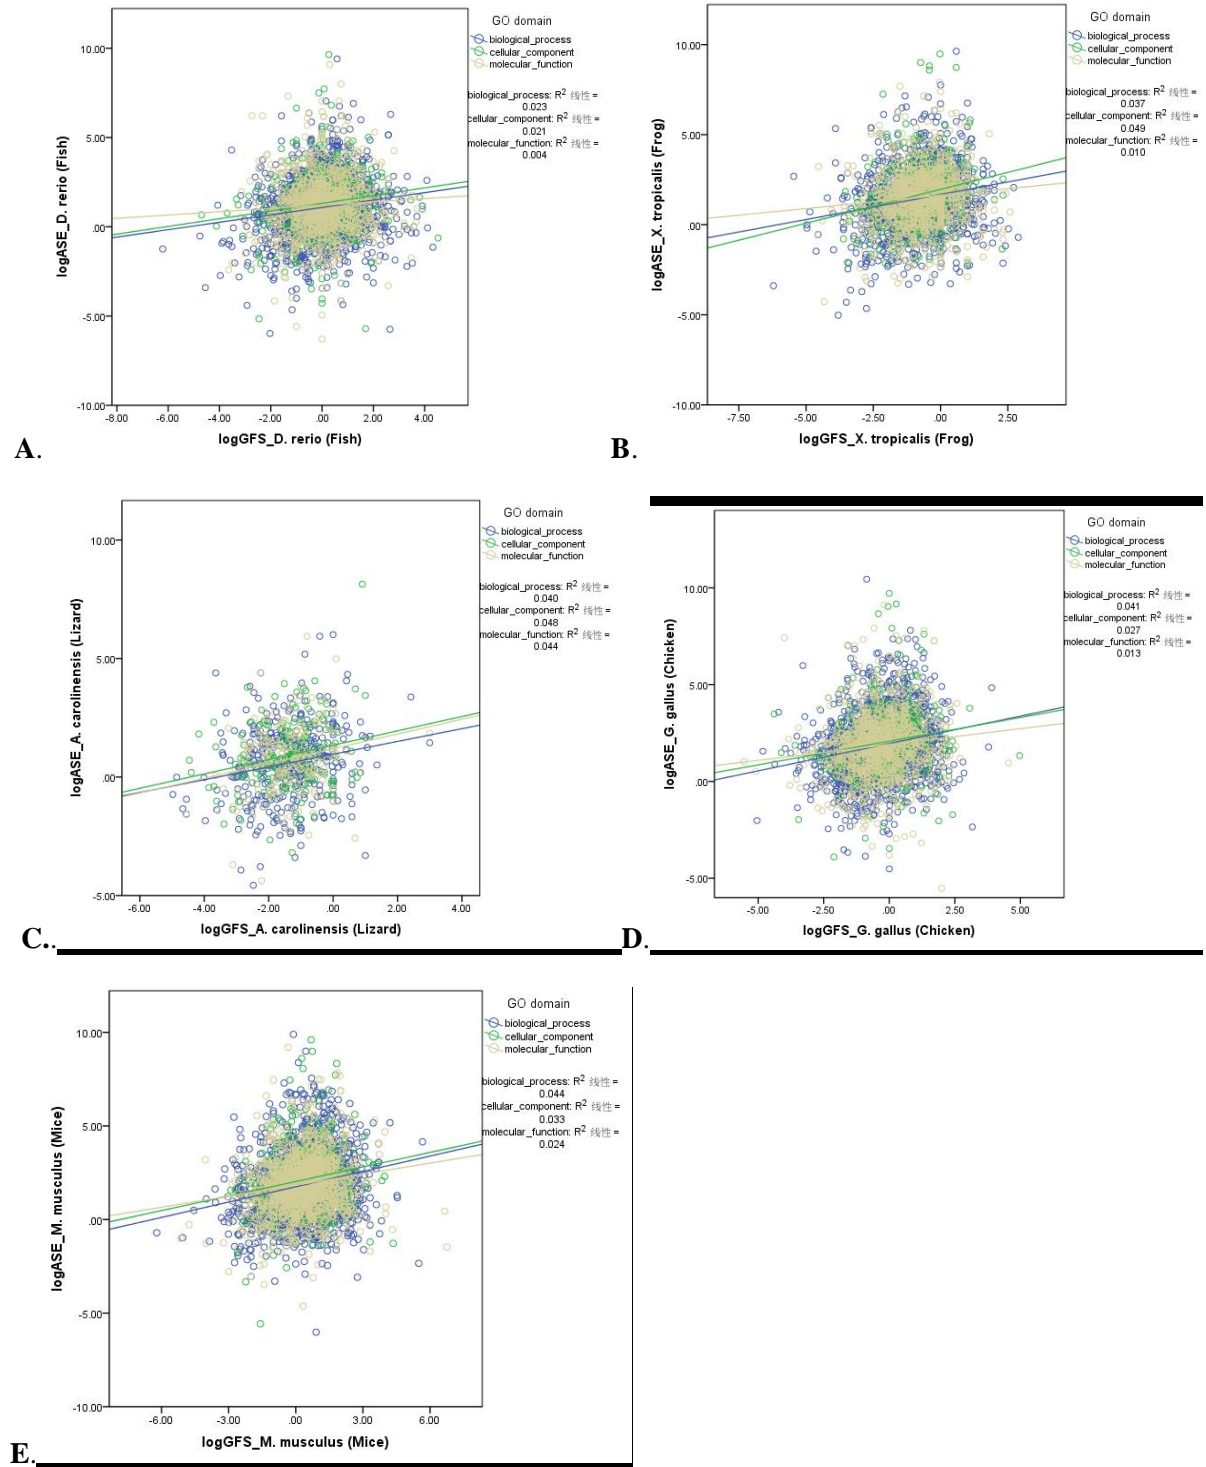 GO domain
biological_process
cellular_component
molecular_function
biological_process: R² 线性 =
0.023
cellular_component: R² 线性 =
0.021
molecular_function: R² 线性 =
0.004
10.00
5.00
.00
-5.00
-10.00
-8.00 -6.00 -4.00 -2.00 .00 2.00 4.00
logASE_D. rerio (Fish)
logGFS_D. rerio (Fish)
A.
GO domain
biological_process
cellular_component
molecular_function
biological_process: R² 线性 =
0.037
cellular_component: R² 线性 =
0.049
molecular_function: R² 线性 =
0.010
10.00
5.00
.00
-5.00
-10.00
-7.50 -5.00 -2.50 .00 2.50
logASE_X. tropicalis (Frog)
logGFS_X. tropicalis (Frog)
B.
GO domain
biological_process
cellular_component
molecular_function
biological_process: R² 线性 =
0.040
cellular_component: R² 线性 =
0.048
molecular_function: R² 线性 =
0.044
10.00
5.00
.00
-5.00
-6.00 -4.00 -2.00 .00 2.00 4.00
logASE_A. carolinensis (Lizard)
logGFS_A. carolinensis (Lizard)
C..
GO domain
biological_process
cellular_component
molecular_function
biological_process: R² 线性 =
0.041
cellular_component: R² 线性 =
0.027
molecular_function: R² 线性 =
0.013
10.00
5.00
.00
-5.00
-5.00 -2.50 .00 2.50 5.00
logASE_G. gallus (Chicken)
logGFS_G. gallus (Chicken)
D.
GO domain
biological_process
cellular_component
molecular_function
biological_process: R² 线性 =
0.044
cellular_component: R² 线性 =
0.033
molecular_function: R² 线性 =
0.024
10.00
5.00
.00
-5.00
-10.00
-6.00 -3.00 .00 3.00 6.00
logASE_M. musculus (Mice)
logGFS_M. musculus (Mice)
E.